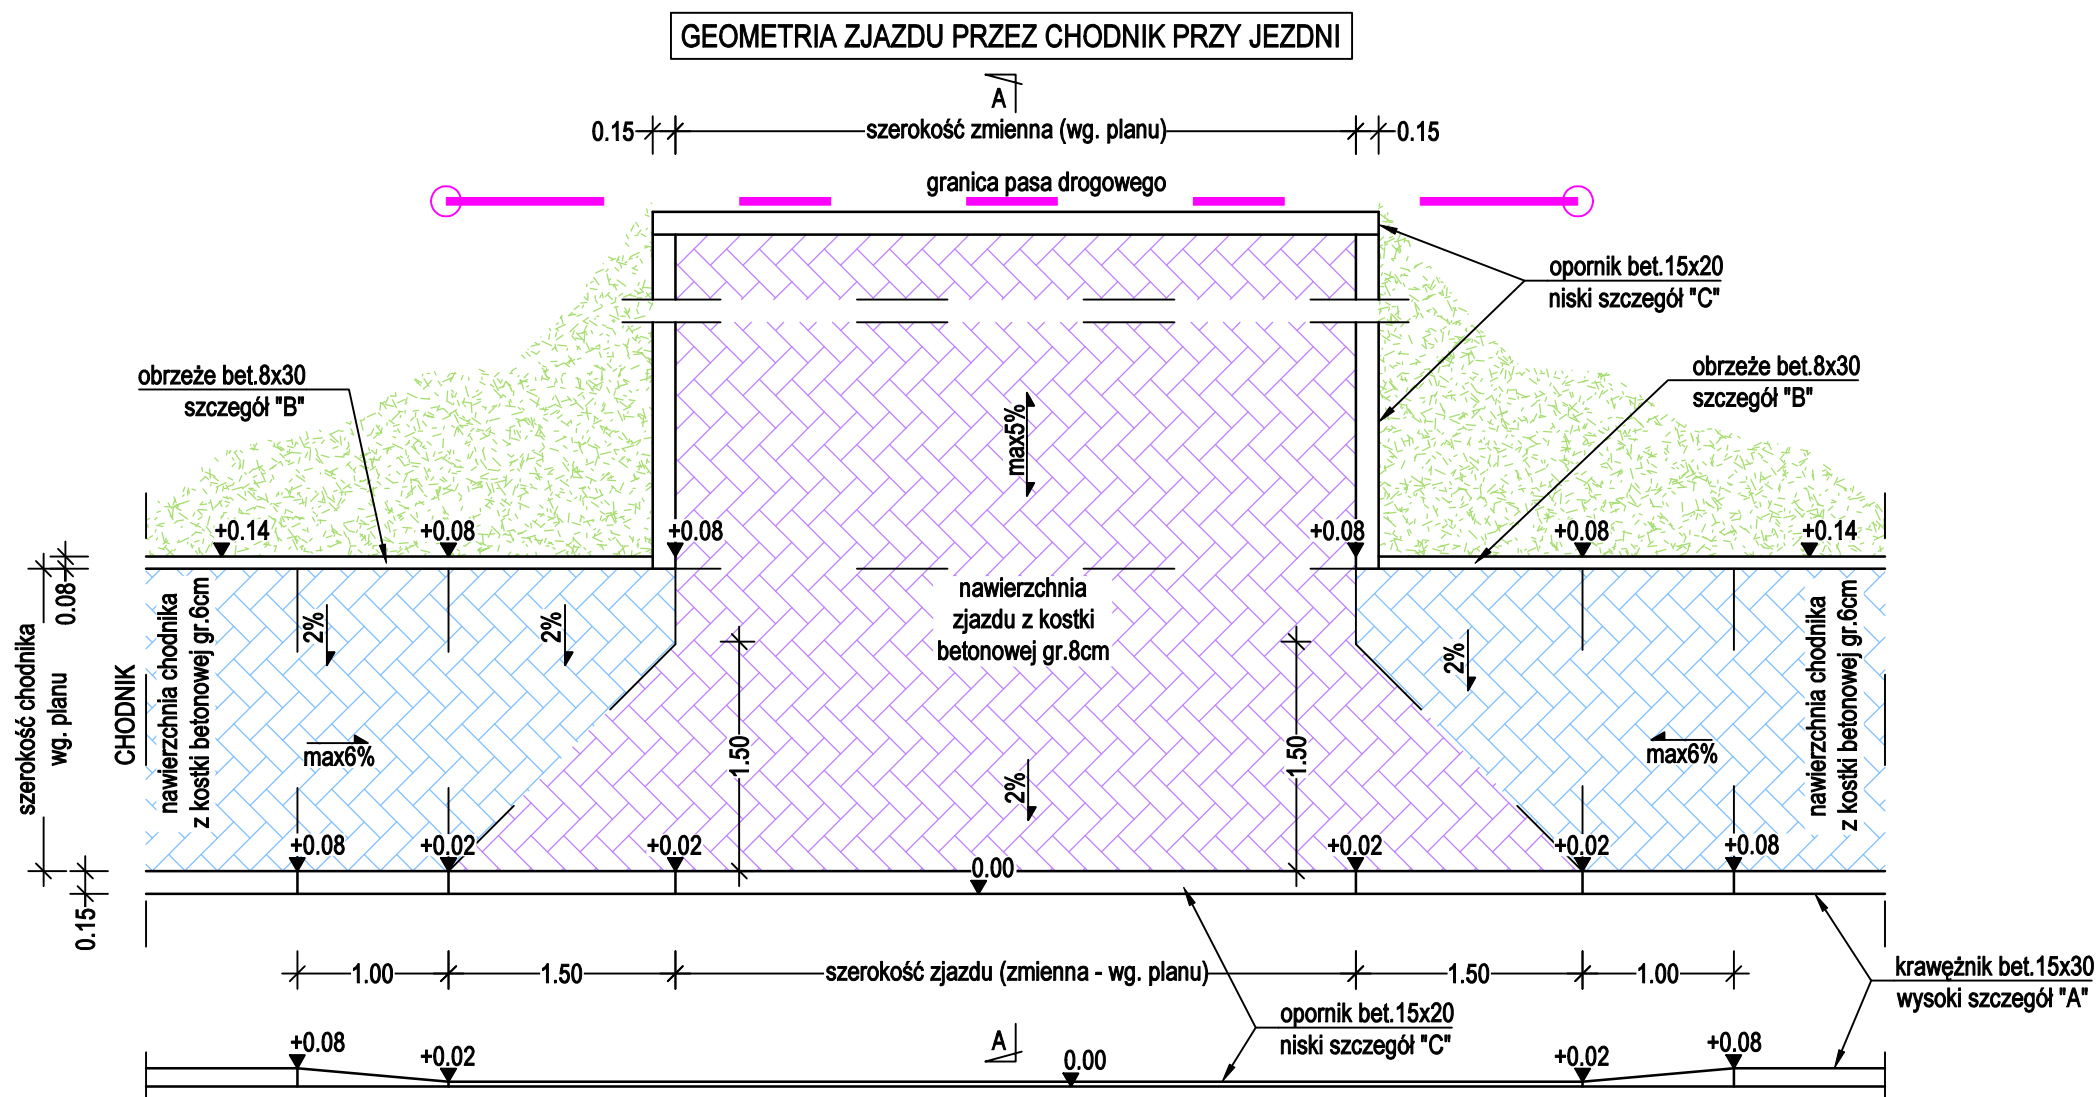 GEOMETRIA ZJAZDU PRZEZ CHODNIK PRZY JEZDNI
A
0.15
szerokość zmienna (wg. planu)
0.15
granica pasa drogowego
opornik bet.15x20
niski szczegół "C"
obrzeże bet.8x30
szczegół "B"
obrzeże bet.8x30
szczegół "B"
max5%
+0.14
+0.08
+0.08
+0.08
+0.08
+0.14
0.08
szerokość chodnika
wg. planu
CHODNIK
nawierzchnia chodnika
z kostki betonowej gr.6cm
2%
2%
nawierzchnia
zjazdu z kostki
betonowej gr.8cm
2%
nawierzchnia chodnika
z kostki betonowej gr.6cm
max6%
1.50
2%
1.50
max6%
+0.08
+0.02
+0.02
0.00
+0.02
+0.02
+0.08
0.15
1.00
1.50
szerokość zjazdu (zmienna - wg. planu)
1.50
1.00
krawężnik bet.15x30
wysoki szczegół "A"
opornik bet.15x20
niski szczegół "C"
A
+0.08
+0.02
0.00
+0.02
+0.08